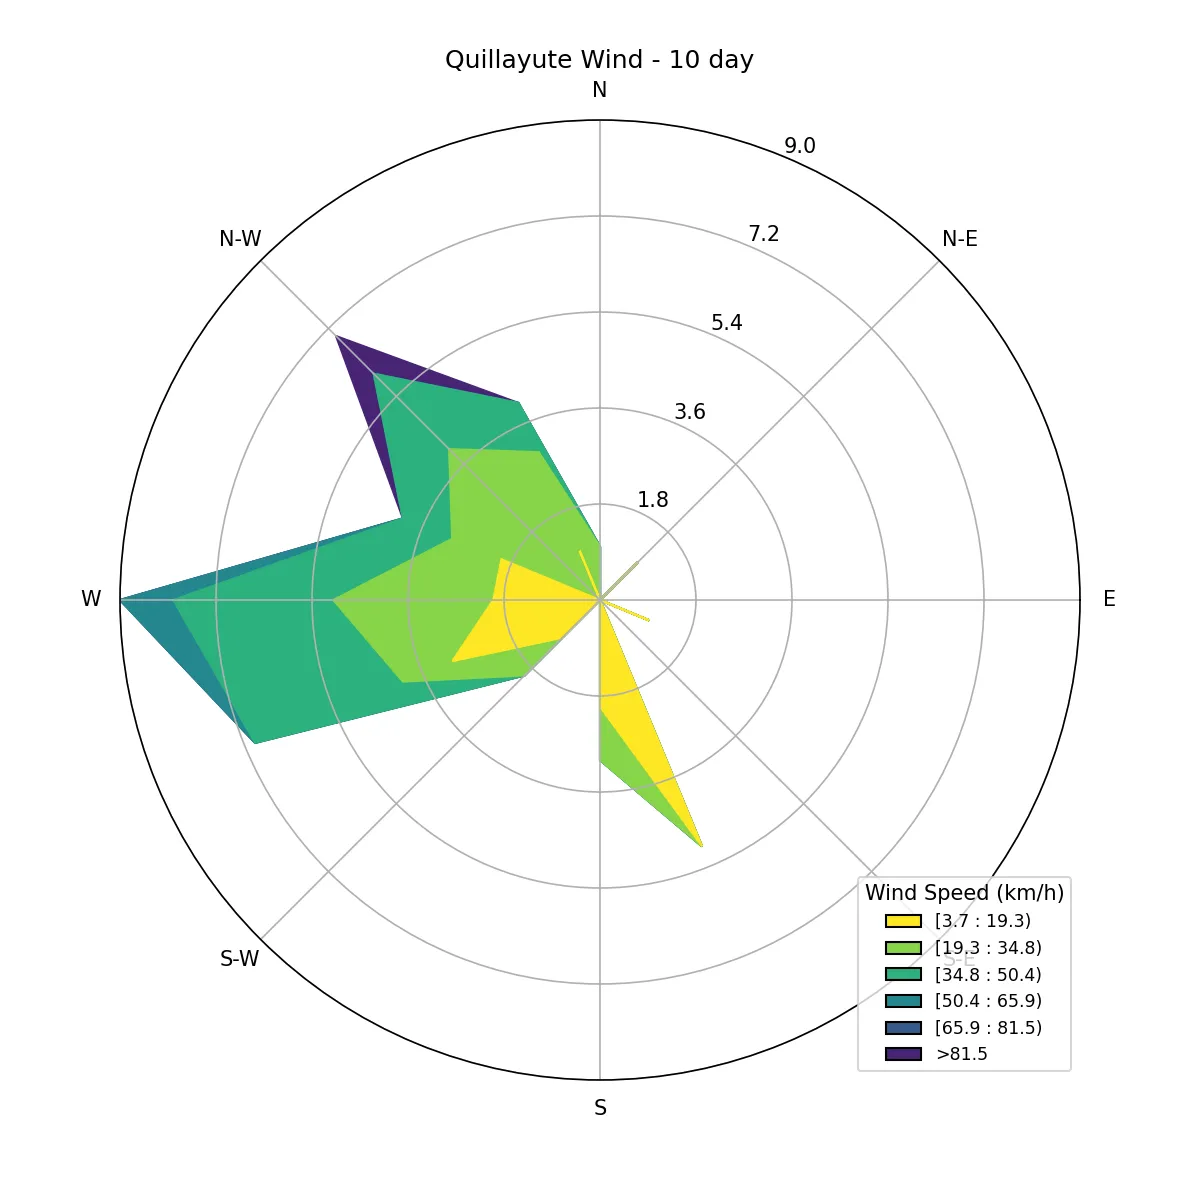 Quillayute Wind - 10 day
N
9.0
N-W
7.2
N-E
5.4
3.6
1.8
W
E
S-W
S-E
S
Wind Speed (km/h)
[3.7 : 19.3)
[19.3 : 34.8)
[34.8 : 50.4)
[50.4 : 65.9)
[65.9 : 81.5)
>81.5